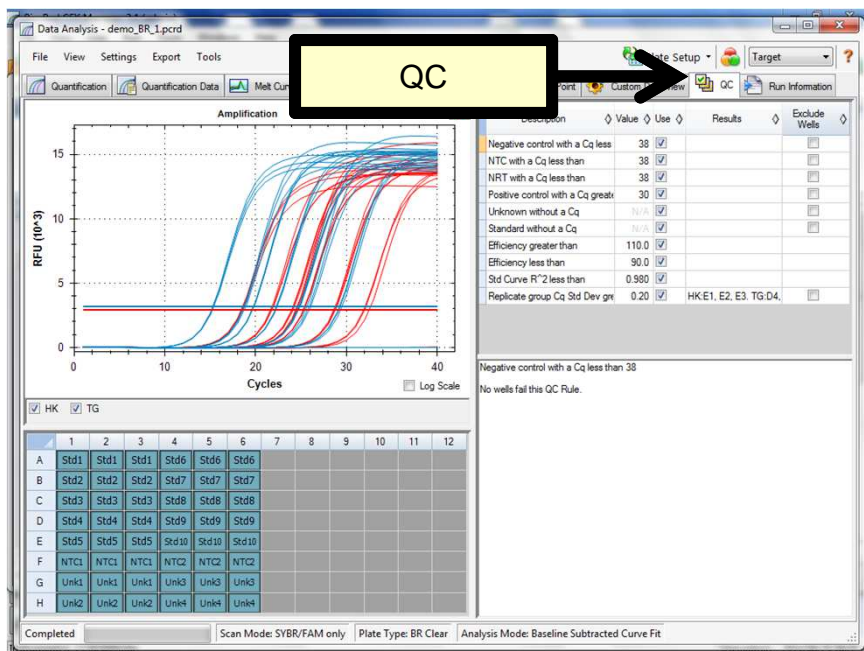 Data Analysis - demo_BR_1.pcrd
File View Settings Export Tools
Plate Setup
Target
?
QC
Quantification Quantification Data Melt Cur Point Custom View QC Run Information
Amplification
15
10
5
0
RFU (10^3)
0 10 20 30 40
Cycles
Log Scale
HK TG
1 2 3 4 5 6 7 8 9 10 11 12
A Std1 Std1 Std1 Std6 Std6 Std6
B Std2 Std2 Std2 Std7 Std7 Std7
C Std3 Std3 Std3 Std8 Std8 Std8
D Std4 Std4 Std4 Std9 Std9 Std9
E Std5 Std5 Std5 Std10 Std10 Std10
F NTC1 NTC1 NTC1 NTC2 NTC2 NTC2
G Unk1 Unk1 Unk1 Unk3 Unk3 Unk3
H Unk2 Unk2 Unk2 Unk4 Unk4 Unk4
Description Value Use Results Exclude Wells
Negative control with a Cq less 38
NTC with a Cq less than 38
NRT with a Cq less than 38
Positive control with a Cq greate 30
Unknown without a Cq N/A
Standard without a Cq N/A
Efficiency greater than 110.0
Efficiency less than 90.0
Std Curve R^2 less than 0.980
Replicate group Cq Std Dev gre 0.20 HK:E1, E2, E3. TG:D4,
Negative control with a Cq less than 38
No wells fail this QC Rule.
Completed Scan Mode: SYBR/FAM only Plate Type: BR Clear Analysis Mode: Baseline Subtracted Curve Fit